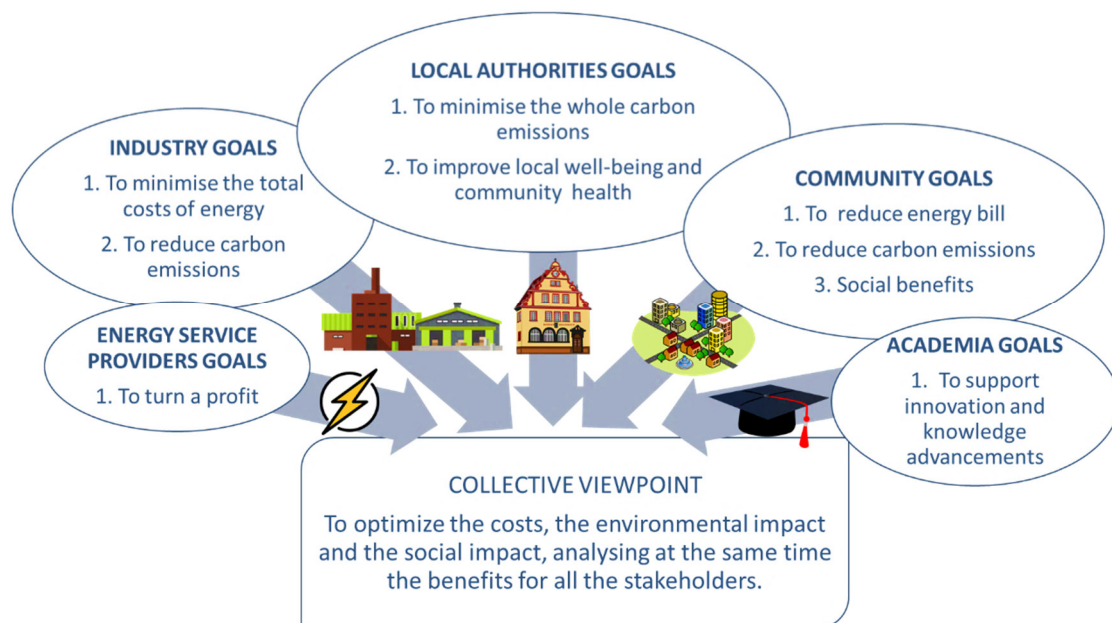 LOCAL AUTHORITIES GOALS
1. To minimise the whole carbon
emissions
2. To improve local well-being and
community health
INDUSTRY GOALS
1. To minimise the total
costs of energy
2. To reduce carbon
emissions
COMMUNITY GOALS
1. To reduce energy bill
2. To reduce carbon emissions
3. Social benefits
ENERGY SERVICE
PROVIDERS GOALS
1. To turn a profit
ACADEMIA GOALS
1. To support
innovation and
knowledge
advancements
COLLECTIVE VIEWPOINT
To optimize the costs, the environmental impact
and the social impact, analysing at the same time
the benefits for all the stakeholders.